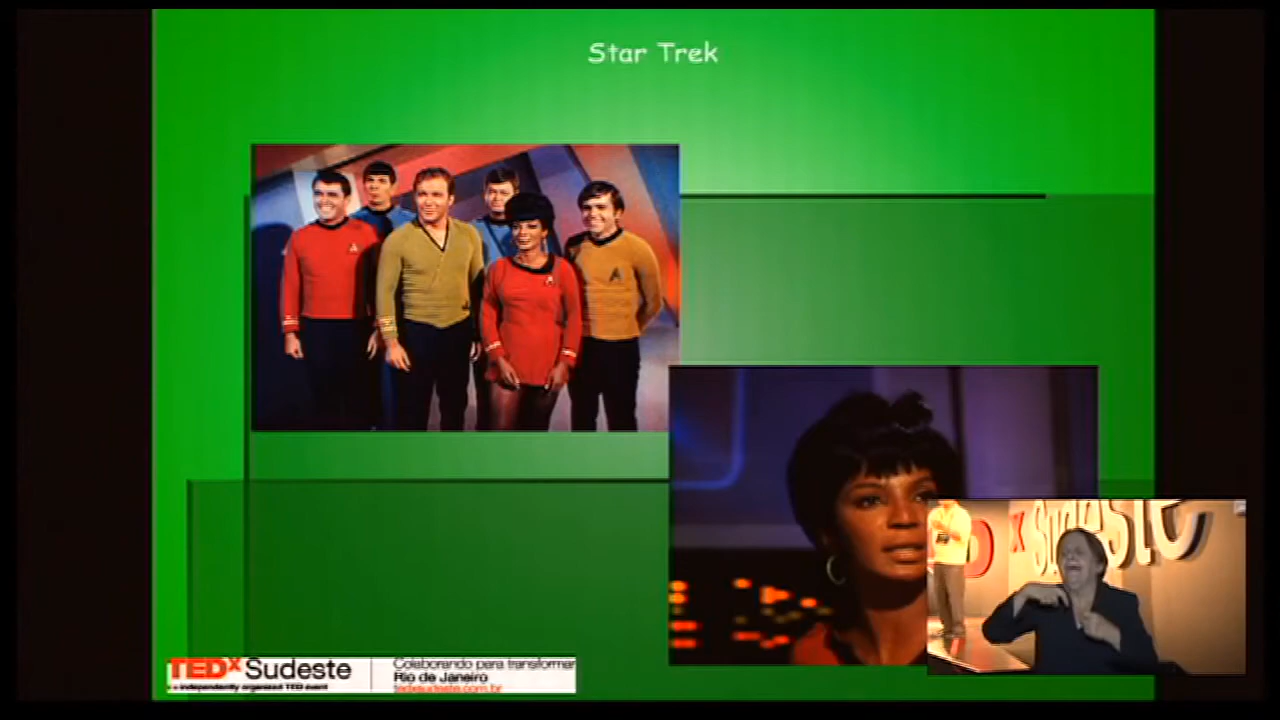 Star Trek
x Sudeste
TEDx Sudeste
x = independently organized TED event
Colaborando para transformar
Rio de Janeiro
tedxsudeste.com.br